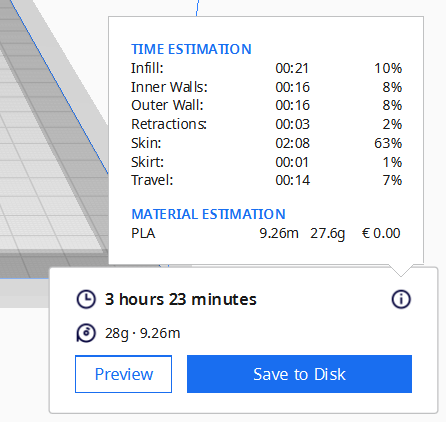 TIME ESTIMATION
Infill: 00:21 10%
Inner Walls: 00:16 8%
Outer Wall: 00:16 8%
Retractions: 00:03 2%
Skin: 02:08 63%
Skirt: 00:01 1%
Travel: 00:14 7%
MATERIAL ESTIMATION
PLA 9.26m 27.6g € 0.00
3 hours 23 minutes
28g · 9.26m
Preview Save to Disk